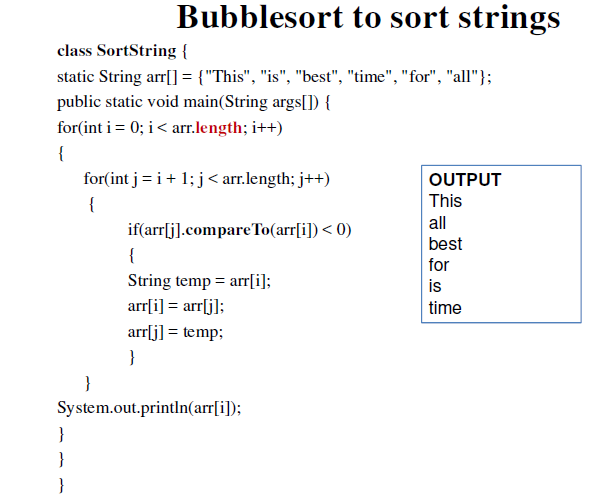 Bubblesort to sort strings
class SortString {
static String arr[] = {"This", "is", "best", "time", "for", "all"};
public static void main(String args[]) {
for(int i = 0; i < arr.length; i++)
{
for(int j = i + 1; j < arr.length; j++)
{
if(arr[j].compareTo(arr[i]) < 0)
{
String temp = arr[i];
arr[i] = arr[j];
arr[j] = temp;
}
}
System.out.println(arr[i]);
}
}
}
OUTPUT
This
all
best
for
is
time